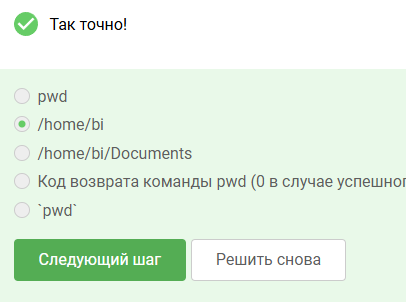 Так точно!
pwd
/home/bi
/home/bi/Documents
Код возврата команды pwd (0 в случае
`pwd`
Следующий шаг
Решить снова